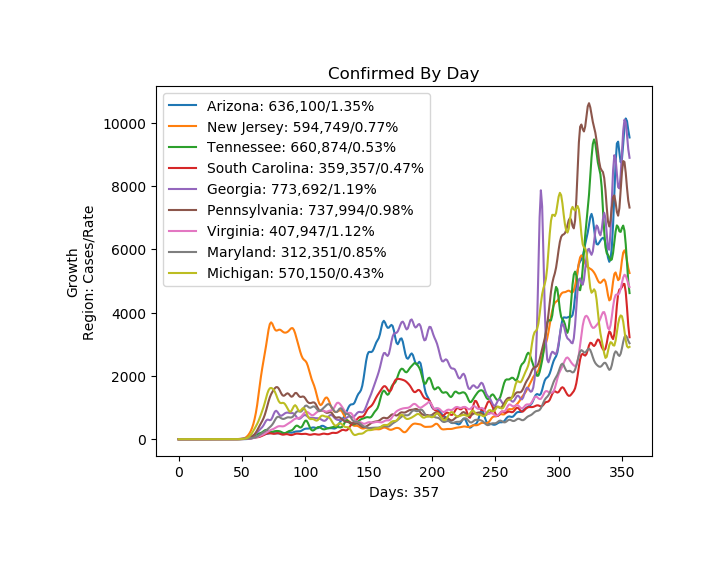 Confirmed By Day
Growth
Region: Cases/Rate
10000
8000
6000
4000
2000
0
Arizona: 636,100/1.35%
New Jersey: 594,749/0.77%
Tennessee: 660,874/0.53%
South Carolina: 359,357/0.47%
Georgia: 773,692/1.19%
Pennsylvania: 737,994/0.98%
Virginia: 407,947/1.12%
Maryland: 312,351/0.85%
Michigan: 570,150/0.43%
0 50 100 150 200 250 300 350
Days: 357